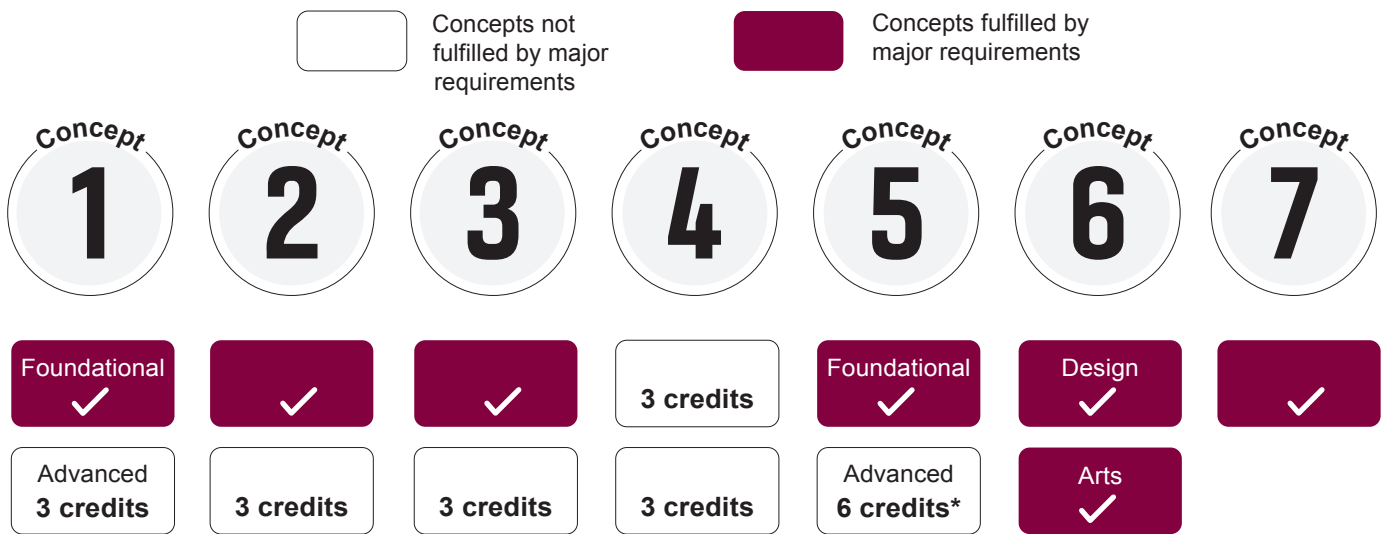 Concepts not
fulfilled by major
requirements
Concepts fulfilled by
major requirements
Concept
1
Concept
2
Concept
3
Concept
4
Concept
5
Concept
6
Concept
7
Foundational
3 credits
Foundational
Design
Advanced
3 credits
3 credits
3 credits
3 credits
Advanced
6 credits*
Arts